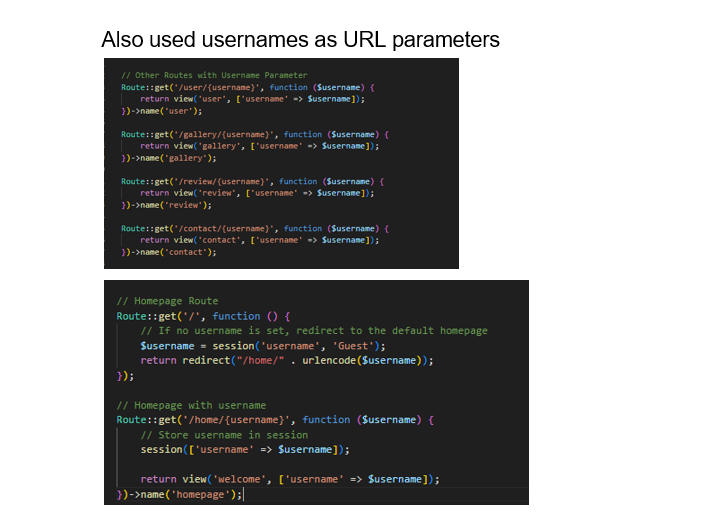 Also used usernames as URL parameters
// Other Routes with Username Parameter
Route::get('/user/{username}', function ($username) {
    return view('user', ['username' => $username]);
})->name('user');
Route::get('/gallery/{username}', function ($username) {
    return view('gallery', ['username' => $username]);
})->name('gallery');
Route::get('/review/{username}', function ($username) {
    return view('review', ['username' => $username]);
})->name('review');
Route::get('/contact/{username}', function ($username) {
    return view('contact', ['username' => $username]);
})->name('contact');
// Homepage Route
Route::get('/', function () {
    // If no username is set, redirect to the default homepage
    $username = session('username', 'Guest');
    return redirect("/home/" . urlencode($username));
});
// Homepage with username
Route::get('/home/{username}', function ($username) {
    // Store username in session
    session(['username' => $username]);
    return view('welcome', ['username' => $username]);
})->name('homepage');